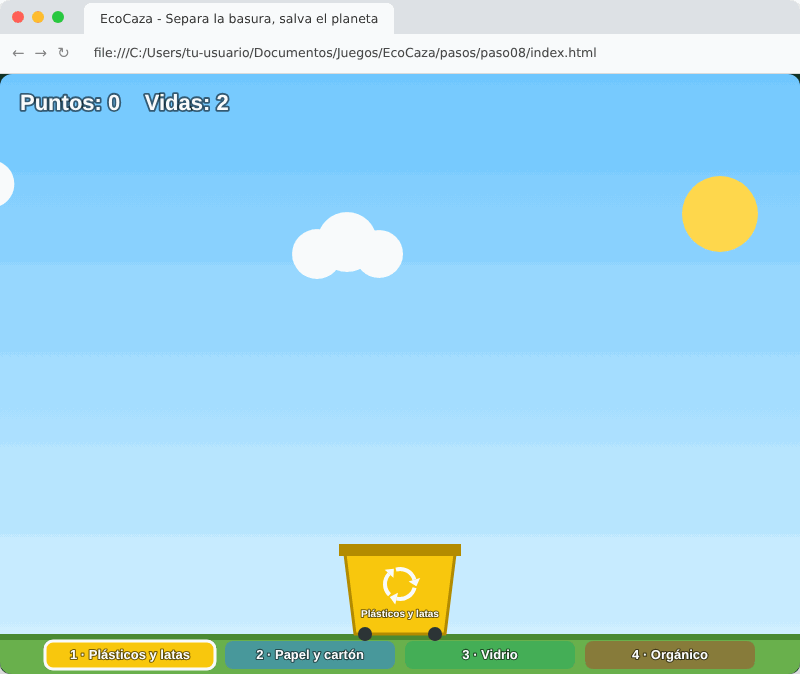 EcoCaza - Separa la basura, salva el planeta
← → ↻ file:///C:/Users/tu-usuario/Documentos/Juegos/EcoCaza/pasos/paso08/index.html
Puntos: 0 Vidas: 2
Plásticos y latas
1 · Plásticos y latas 2 · Papel y cartón 3 · Vidrio 4 · Orgánico